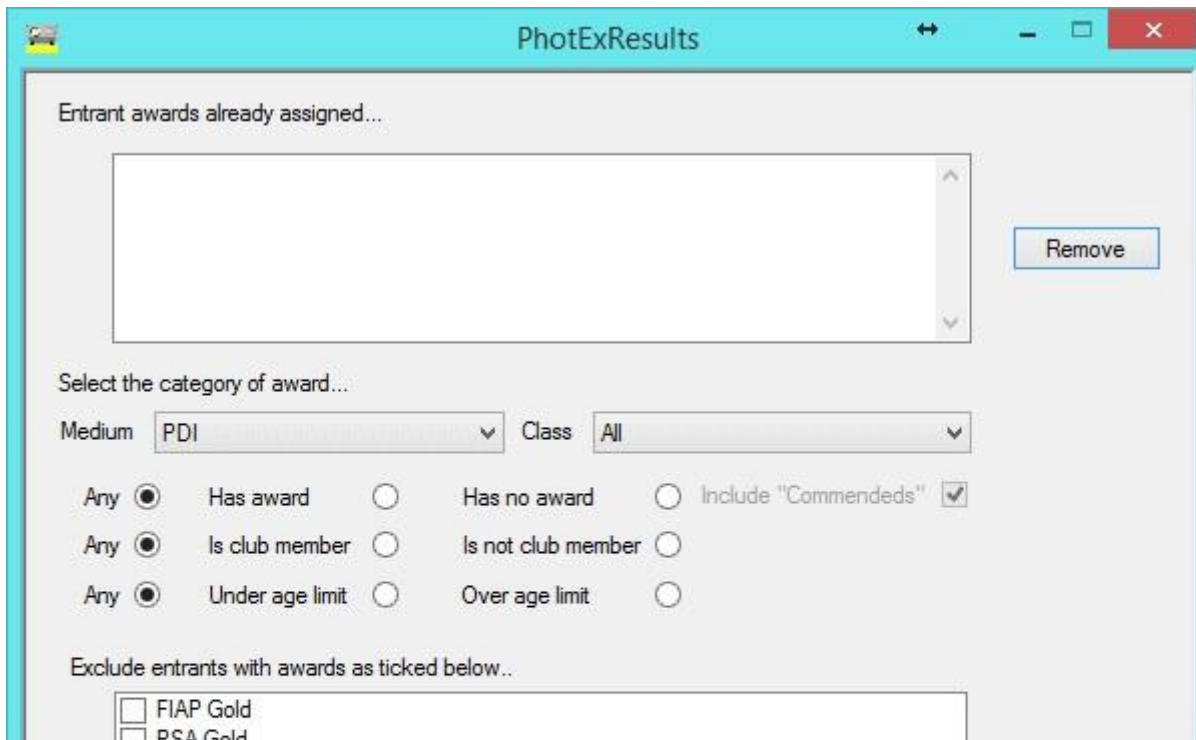 PhotExResults
Entrant awards already assigned...
Remove
Select the category of award...
Medium PDI Class All
Any Has award Has no award Include "Commendeds"
Any Is club member Is not club member
Any Under age limit Over age limit
Exclude entrants with awards as ticked below..
FIAP Gold
PSA Gold